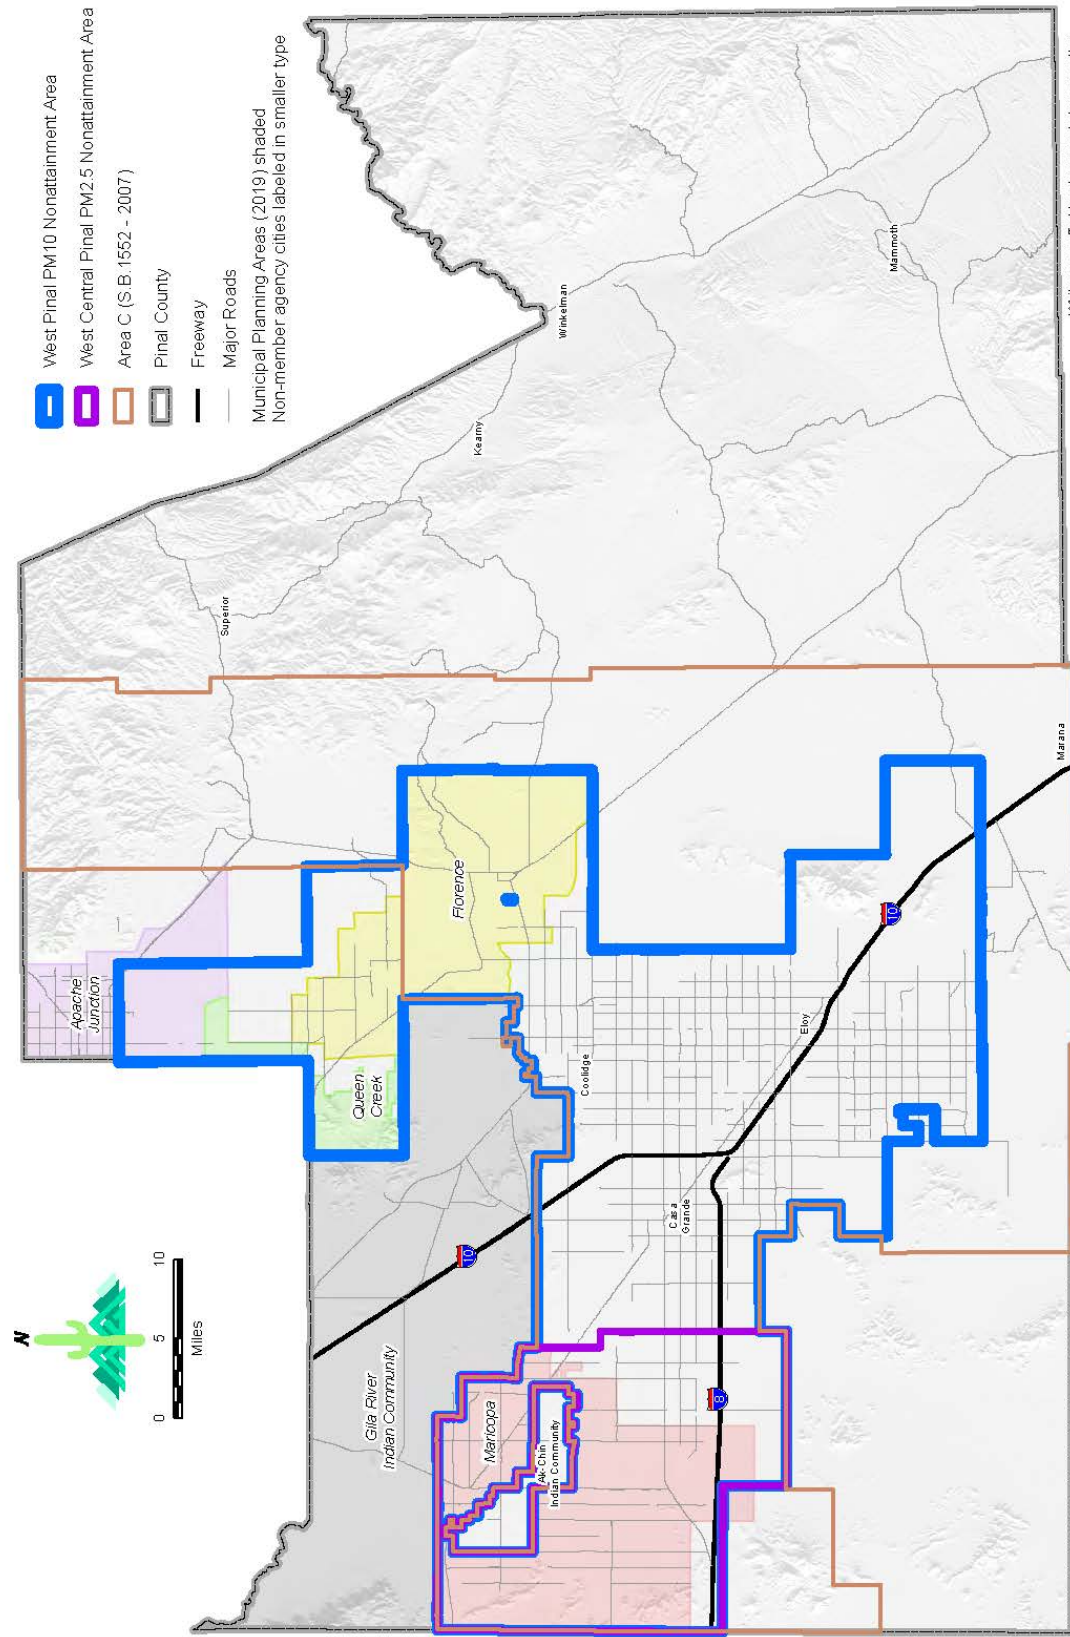 West Pinal PM10 Nonattainment Area
West Central Pinal PM2.5 Nonattainment Area
Area C (S.B.1552 - 2007)
Pinal County
Freeway
Major Roads
Municipal Planning Areas (2019) shaded
Non-member agency cities labeled in smaller type
N
0 5 10
Miles
Apache
Junction
Superior
Queen
Creek
Kearny
Gila River
Indian Community
10
Florence
Winkelman
Maricopa
Ak-Chin
Indian Community
Coolidge
Casa
Grande
8
Eloy
10
Mammoth
Marana